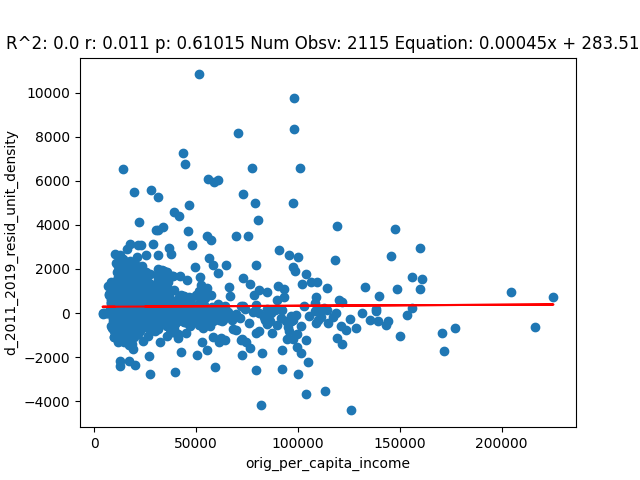 R^2: 0.0 r: 0.011 p: 0.61015 Num Obsv: 2115 Equation: 0.00045x + 283.51
10000
8000
6000
4000
2000
0
−2000
−4000
d_2011_2019_resid_unit_density
0 50000 100000 150000 200000
orig_per_capita_income